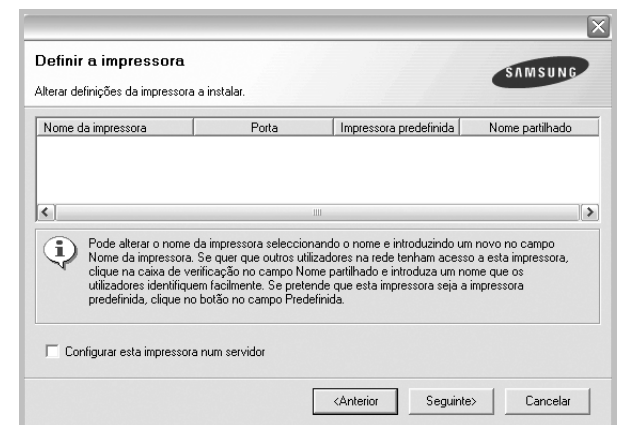 Definir a impressora
SAMSUNG
Alterar definições da impressora a instalar.
Nome da impressora Porta Impressora predefinida Nome partilhado
Pode alterar o nome da impressora seleccionando o nome e introduzindo um novo no campo
Nome da impressora. Se quer que outros utilizadores na rede tenham acesso a esta impressora,
clique na caixa de verificação no campo Nome partilhado e introduza um nome que os
utilizadores identifiquem facilmente. Se pretende que esta impressora seja a impressora
predefinida, clique no botão no campo Predefinida.
Configurar esta impressora num servidor
<Anterior Seguinte> Cancelar